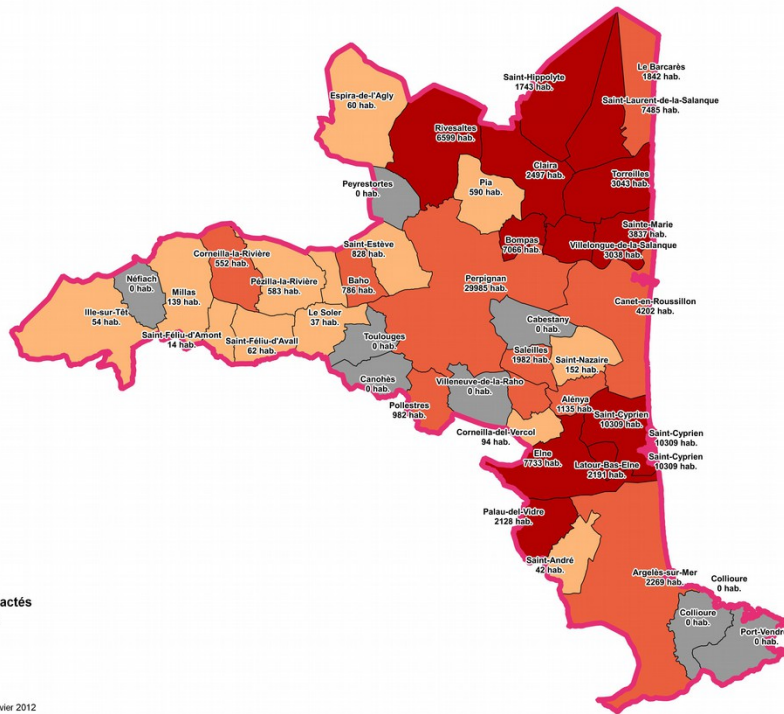 Le Barcarès
1842 hab.
Saint-Hippolyte
1743 hab.
Espira-de-l'Agly
60 hab.
Saint-Laurent-de-la-Salanque
7485 hab.
Rivesaltes
6599 hab.
Claira
2497 hab.
Torreilles
3043 hab.
Peyrestortes
0 hab.
Pia
590 hab.
Sainte-Marie
3837 hab.
Bompas
7066 hab.
Villelongue-de-la-Salanque
3038 hab.
Saint-Estève
828 hab.
Corneilla-la-Rivière
552 hab.
Néfiach
0 hab.
Pézilla-la-Rivière
583 hab.
Baho
786 hab.
Perpignan
29985 hab.
Millas
139 hab.
Canet-en-Roussillon
4202 hab.
Ille-sur-Têt
54 hab.
Le Soler
37 hab.
Cabestany
0 hab.
Saint-Féliu-d'Amont
14 hab.
Saint-Féliu-d'Avall
62 hab.
Toulouges
0 hab.
Saleilles
1982 hab.
Saint-Nazaire
152 hab.
Canohès
0 hab.
Villeneuve-de-la-Raho
0 hab.
Pollestres
982 hab.
Alénya
1135 hab.
Saint-Cyprien
10309 hab.
Corneilla-del-Vercol
94 hab.
Saint-Cyprien
10309 hab.
Elne
7733 hab.
Latour-Bas-Elne
2191 hab.
Saint-Cyprien
10309 hab.
Palau-del-Vidre
2128 hab.
Saint-André
42 hab.
Argelès-sur-Mer
2269 hab.
Collioure
0 hab.
Collioure
0 hab.
Port-Vendre
0 hab.
actés
vier 2012